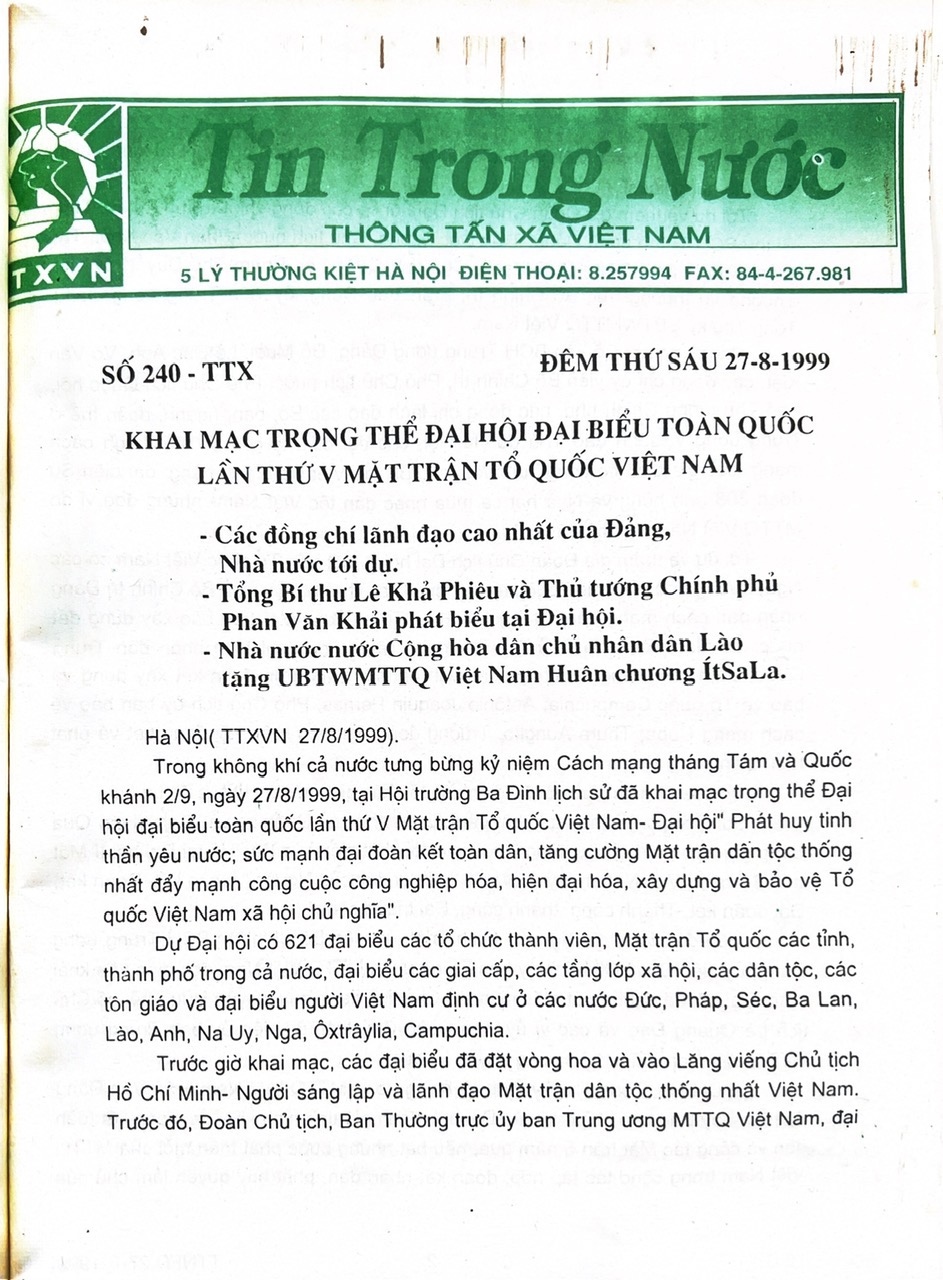 Tin Trong Nước
THÔNG TẤN XÃ VIỆT NAM
TXVN
5 LÝ THƯỜNG KIỆT HÀ NỘI ĐIỆN THOẠI: 8.257994 FAX: 84-4-267.981
SỐ 240 - TTX
ĐÊM THỨ SÁU 27-8-1999
KHAI MẠC TRỌNG THỂ ĐẠI HỘI ĐẠI BIỂU TOÀN QUỐC
LẦN THỨ V MẶT TRẬN TỔ QUỐC VIỆT NAM
- Các đồng chí lãnh đạo cao nhất của Đảng,
Nhà nước tới dự.
- Tổng Bí thư Lê Khả Phiêu và Thủ tướng Chính phủ
Phan Văn Khải phát biểu tại Đại hội.
- Nhà nước nước Cộng hòa dân chủ nhân dân Lào
tặng UBTWMTTQ Việt Nam Huân chương ÍtSaLa.
Hà NộI( TTXVN 27/8/1999).
Trong không khí cả nước tưng bừng kỷ niệm Cách mạng tháng Tám và Quốc
khánh 2/9, ngày 27/8/1999, tại Hội trường Ba Đình lịch sử đã khai mạc trọng thể Đại
hội đại biểu toàn quốc lần thứ V Mặt trận Tổ quốc Việt Nam- Đại hội" Phát huy tinh
thần yêu nước; sức mạnh đại đoàn kết toàn dân, tăng cường Mặt trận dân tộc thống
nhất đẩy mạnh công cuộc công nghiệp hóa, hiện đại hóa, xây dựng và bảo vệ Tổ
quốc Việt Nam xã hội chủ nghĩa".
Dự Đại hội có 621 đại biểu các tổ chức thành viên, Mặt trận Tổ quốc các tỉnh,
thành phố trong cả nước, đại biểu các giai cấp, các tầng lớp xã hội, các dân tộc, các
tôn giáo và đại biểu người Việt Nam định cư ở các nước Đức, Pháp, Séc, Ba Lan,
Lào, Anh, Na Uy, Nga, Ôxtrâylia, Campuchia.
Trước giờ khai mạc, các đại biểu đã đặt vòng hoa và vào Lăng viếng Chủ tịch
Hồ Chí Minh- Người sáng lập và lãnh đạo Mặt trận dân tộc thống nhất Việt Nam.
Trước đó, Đoàn Chủ tịch, Ban Thường trực ủy ban Trung ương MTTQ Việt Nam, đại